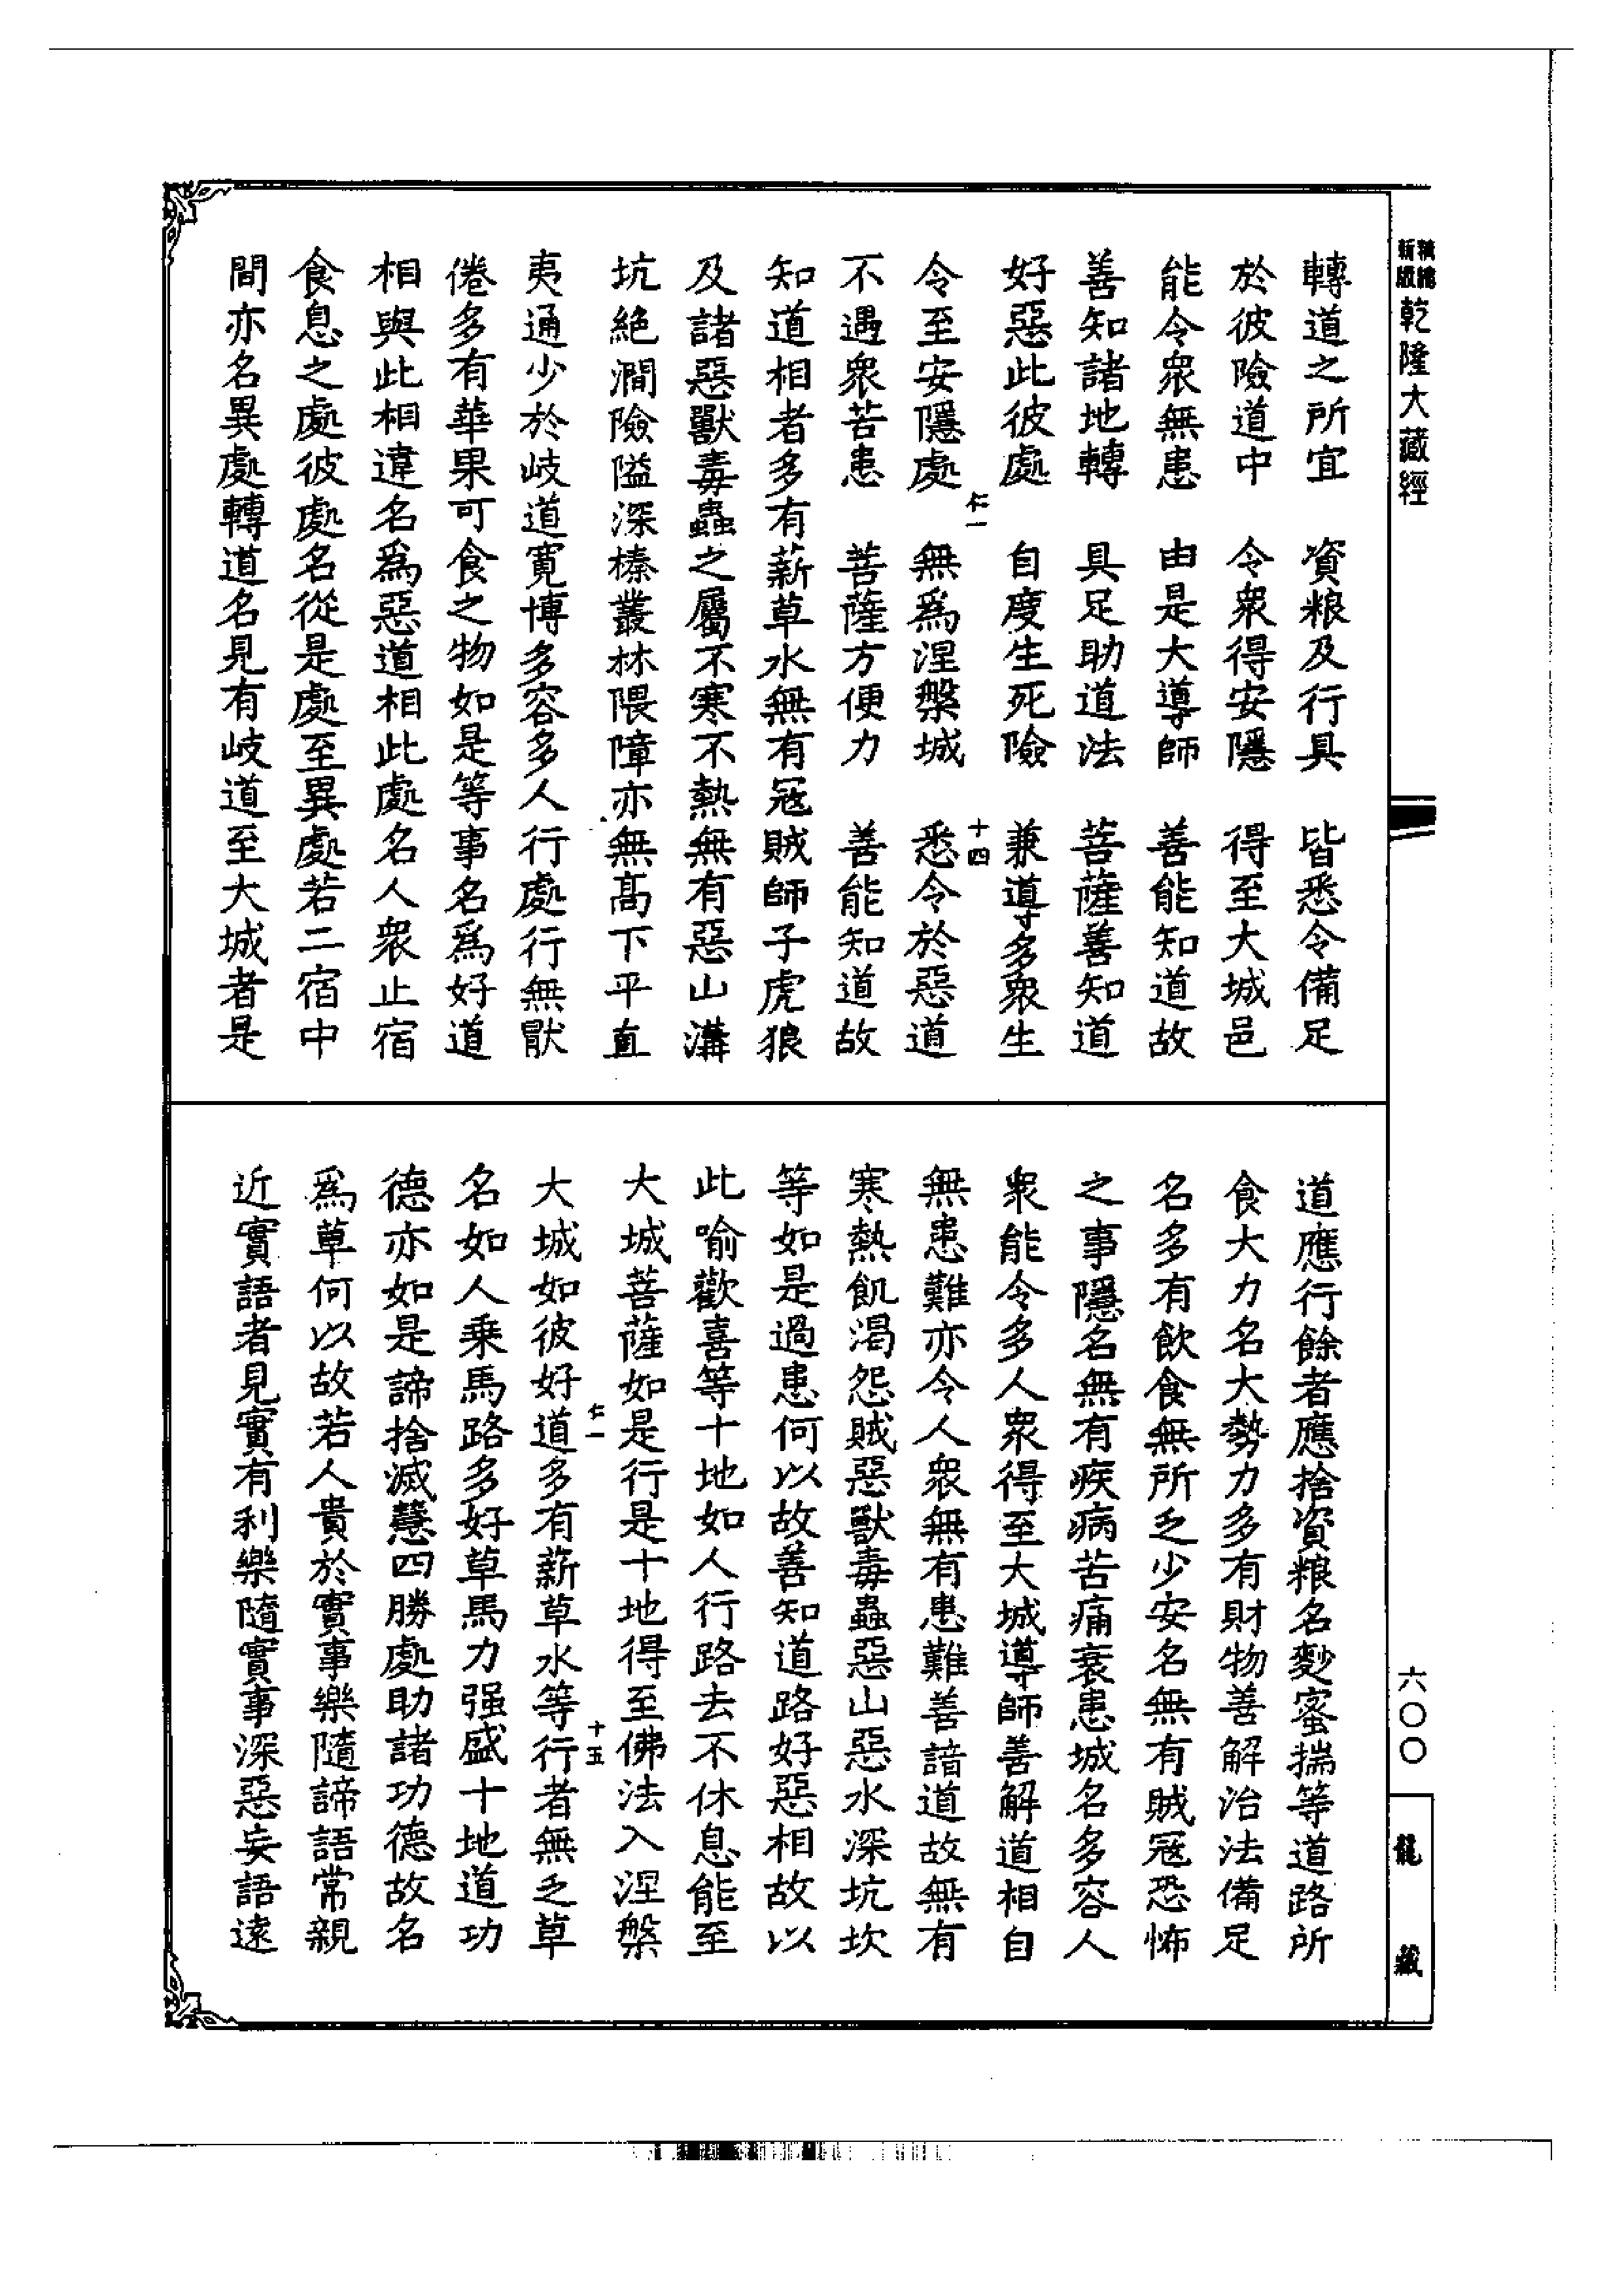 新編
縮版
乾隆大藏經
轉道之所宜　資粮及行具　皆悉令備足
於彼險道中　令衆得安隱　得至大城邑
能令衆無患　由是大導師　善能知道故
善知諸地轉　具足助道法　菩薩善知道
好惡此彼處　自度生死險　兼導多衆生
仁一
十四
令至安隱處　無爲涅槃城　悉令於惡道
不遇衆苦患　菩薩方便力　善能知道故
知道相者多有薪草水無有冦賊師子虎狼
及諸惡獸毒蟲之屬不寒不熱無有惡山溝
坑絶澗險隘深榛叢林隈障亦無髙下平直
夷通少於岐道寛博多容多人行處行無猒
倦多有華果可食之物如是等事名爲好道
相與此相違名爲惡道相此處名人衆止宿
食息之處彼處名從是處至異處若二宿中
間亦名異處轉道名見有岐道至大城者是
道應行餘者應捨資粮名麨蜜揣等道路所
食大力名大勢力多有財物善解治法備足
名多有飲食無所乏少安名無有賊冦恐怖
之事隱名無有疾病苦痛衰患城名多容人
衆能令多人衆得至大城導師善解道相自
無患難亦令人衆無有患難善諳道故無有
寒熱飢渴怨賊惡獸毒蟲惡山惡水深坑坎
等如是過患何以故善知道路好惡相故以
此喻歡喜等十地如人行路去不休息能至
大城菩薩如是行是十地得至佛法入涅槃
仁一
十五
大城如彼好道多有薪草水等行者無乏草
名如人乗馬路多好草馬力强盛十地道功
德亦如是諦捨滅慧四勝處助諸功德故名
爲草何以故若人貴於實事樂隨諦語常親
近實語者見實有利樂隨實事深惡妄語遠
六〇〇
龍藏